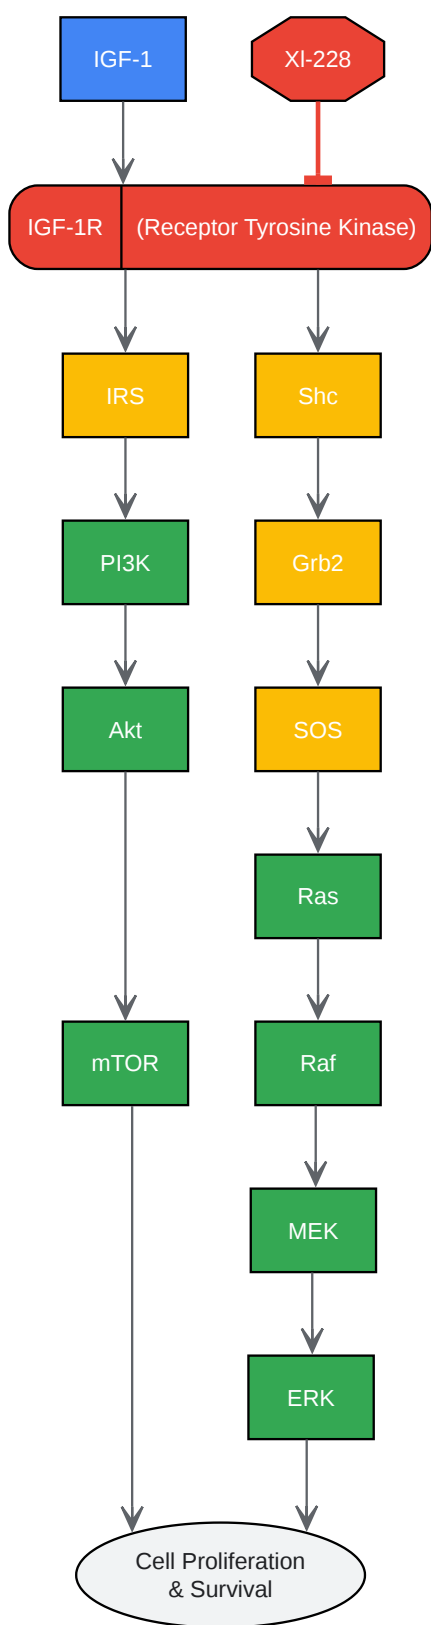 IGF-1
Xl-228
IGF-1R
(Receptor Tyrosine Kinase)
IRS
Shc
PI3K
Grb2
Akt
SOS
Ras
mTOR
Raf
MEK
ERK
Cell Proliferation
& Survival